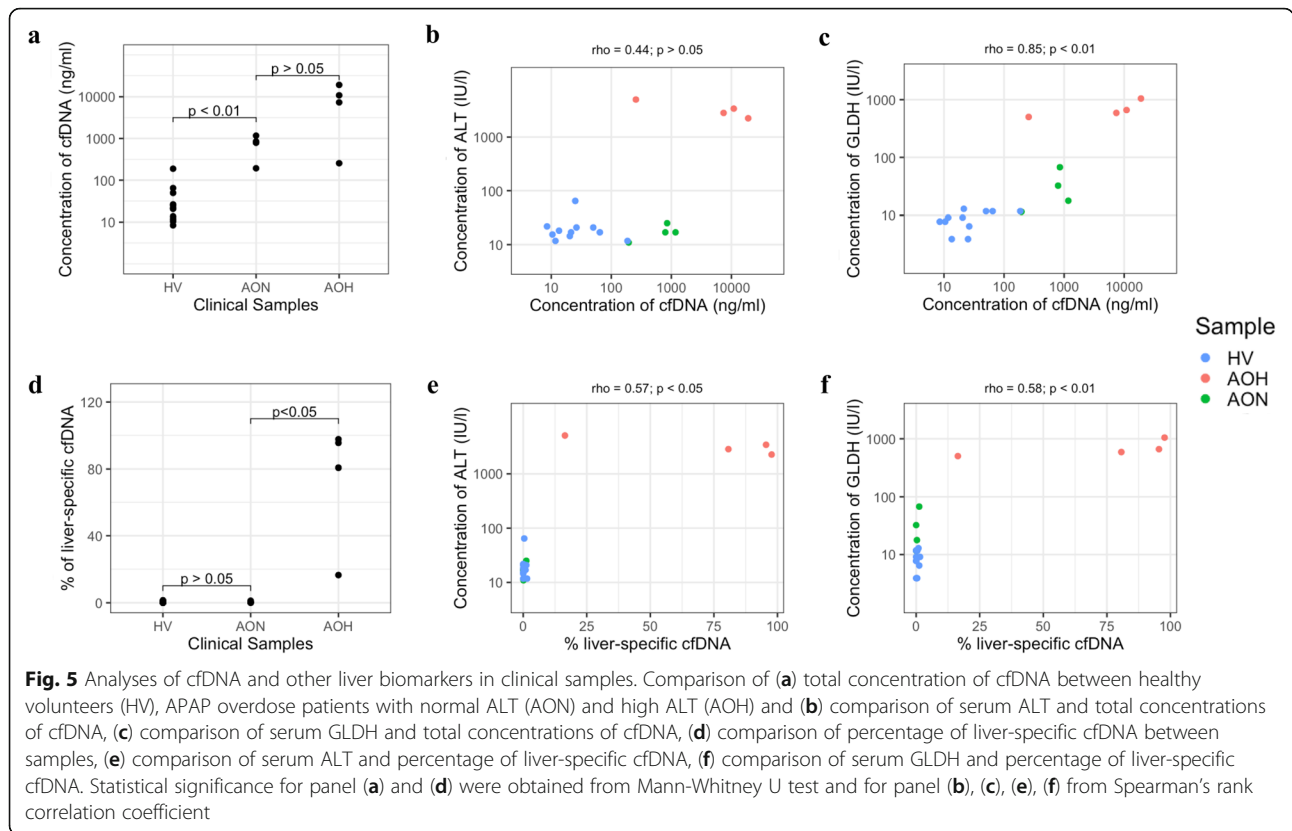 a
Concentration of cfDNA (ng/ml)
10000
1000
100
10
p < 0.01
p > 0.05
HV
AON
AOH
Clinical Samples
b
rho = 0.44; p > 0.05
Concentration of ALT (IU/l)
1000
100
10
10
100
1000
10000
Concentration of cfDNA (ng/ml)
c
rho = 0.85; p < 0.01
Concentration of GLDH (IU/l)
1000
100
10
10
100
1000
10000
Concentration of cfDNA (ng/ml)
Sample
HV
AOH
AON
d
% of liver-specific cfDNA
120
80
40
0
p > 0.05
p<0.05
HV
AON
AOH
Clinical Samples
e
rho = 0.57; p < 0.05
Concentration of ALT (IU/l)
1000
100
10
0
25
50
75
100
% liver-specific cfDNA
f
rho = 0.58; p < 0.01
Concentration of GLDH (IU/l)
1000
100
10
0
25
50
75
100
% liver-specific cfDNA
Fig. 5 Analyses of cfDNA and other liver biomarkers in clinical samples. Comparison of (a) total concentration of cfDNA between healthy
volunteers (HV), APAP overdose patients with normal ALT (AON) and high ALT (AOH) and (b) comparison of serum ALT and total concentrations
of cfDNA, (c) comparison of serum GLDH and total concentrations of cfDNA, (d) comparison of percentage of liver-specific cfDNA between
samples, (e) comparison of serum ALT and percentage of liver-specific cfDNA, (f) comparison of serum GLDH and percentage of liver-specific
cfDNA. Statistical significance for panel (a) and (d) were obtained from Mann-Whitney U test and for panel (b), (c), (e), (f) from Spearman's rank
correlation coefficient